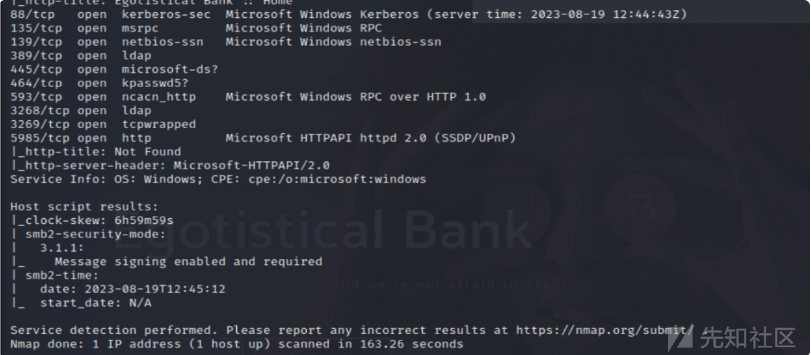 |_http-title: Egotistical Bank :: Home
88/tcp   open  kerberos-sec  Microsoft Windows Kerberos (server time: 2023-08-19 12:44:43Z)
135/tcp  open  msrpc         Microsoft Windows RPC
139/tcp  open  netbios-ssn   Microsoft Windows netbios-ssn
389/tcp  open  ldap
445/tcp  open  microsoft-ds?
464/tcp  open  kpasswd5?
593/tcp  open  ncacn_http    Microsoft Windows RPC over HTTP 1.0
3268/tcp open  ldap
3269/tcp open  tcpwrapped
5985/tcp open  http          Microsoft HTTPAPI httpd 2.0 (SSDP/UPnP)
|_http-title: Not Found
|_http-server-header: Microsoft-HTTPAPI/2.0
Service Info: OS: Windows; CPE: cpe:/o:microsoft:windows
Host script results:
|_clock-skew: 6h59m59s
| smb2-security-mode:
|   3.1.1:
|_    Message signing enabled and required
| smb2-time:
|   date: 2023-08-19T12:45:12
|_  start_date: N/A
Egotistical Bank
and we're not afraid to ask
Service detection performed. Please report any incorrect results at https://nmap.org/submit/ .
Nmap done: 1 IP address (1 host up) scanned in 163.26 seconds
先知社区